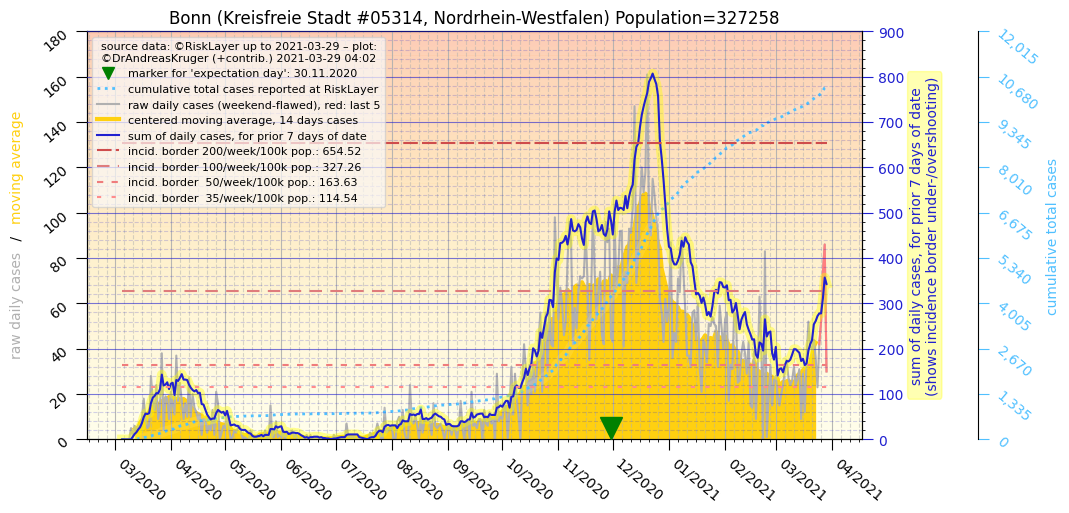 Bonn (Kreisfreie Stadt #05314, Nordrhein-Westfalen) Population=327258
source data: ©RiskLayer up to 2021-03-29 – plot:
©DrAndreasKruger (+contrib.) 2021-03-29 04:02
marker for 'expectation day': 30.11.2020
cumulative total cases reported at RiskLayer
raw daily cases (weekend-flawed), red: last 5
centered moving average, 14 days cases
sum of daily cases, for prior 7 days of date
incid. border 200/week/100k pop.: 654.52
incid. border 100/week/100k pop.: 327.26
incid. border  50/week/100k pop.: 163.63
incid. border  35/week/100k pop.: 114.54
raw daily cases / moving average
180
160
140
120
100
80
60
40
20
0
03/2020
04/2020
05/2020
06/2020
07/2020
08/2020
09/2020
10/2020
11/2020
12/2020
01/2021
02/2021
03/2021
04/2021
900
800
700
600
500
400
300
200
100
0
sum of daily cases, for prior 7 days of date
(shows incidence border under-/overshooting)
12,015
10,680
9,345
8,010
6,675
5,340
4,005
2,670
1,335
0
cumulative total cases